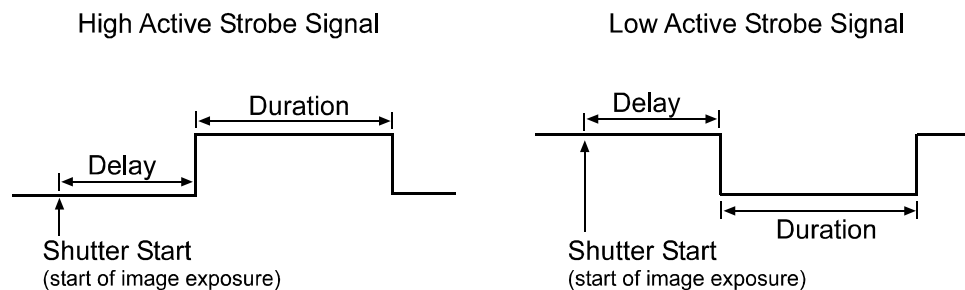 High Active Strobe Signal
Duration
Delay
Shutter Start
(start of image exposure)
Low Active Strobe Signal
Delay
Duration
Shutter Start
(start of image exposure)